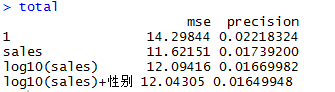 > total
mse precision
1 14.29844 0.02218324
sales 11.62151 0.01739200
log10(sales) 12.09416 0.01669982
log10(sales)+性别 12.04305 0.01649948